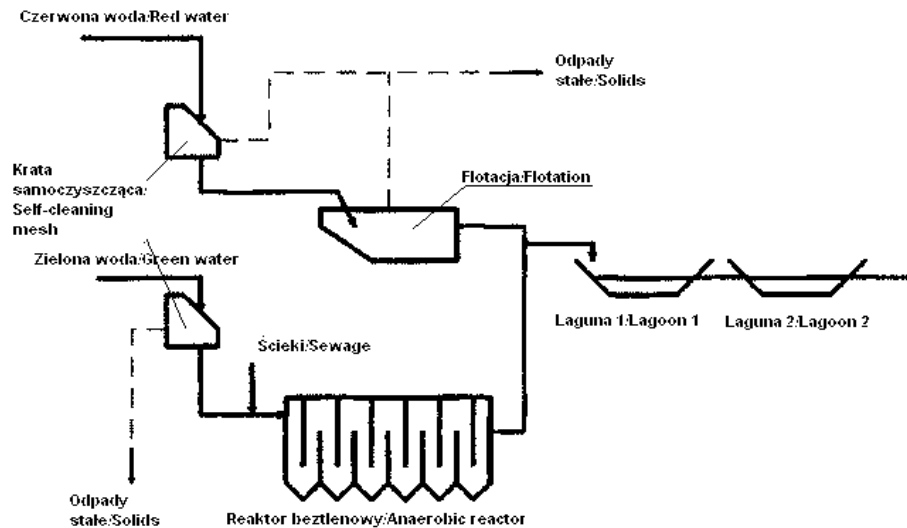 Czerwona woda/Red water
Odpady
stałe/Solids
Krata
samoczyszcząca/
Self-cleaning
mesh
Flotacja/Flotation
Zielona woda/Green water
Laguna 1/Lagoon 1
Laguna 2/Lagoon 2
Ścieki/Sewage
Odpady
stałe/Solids
Reaktor beztlenowy/Anaerobic reactor